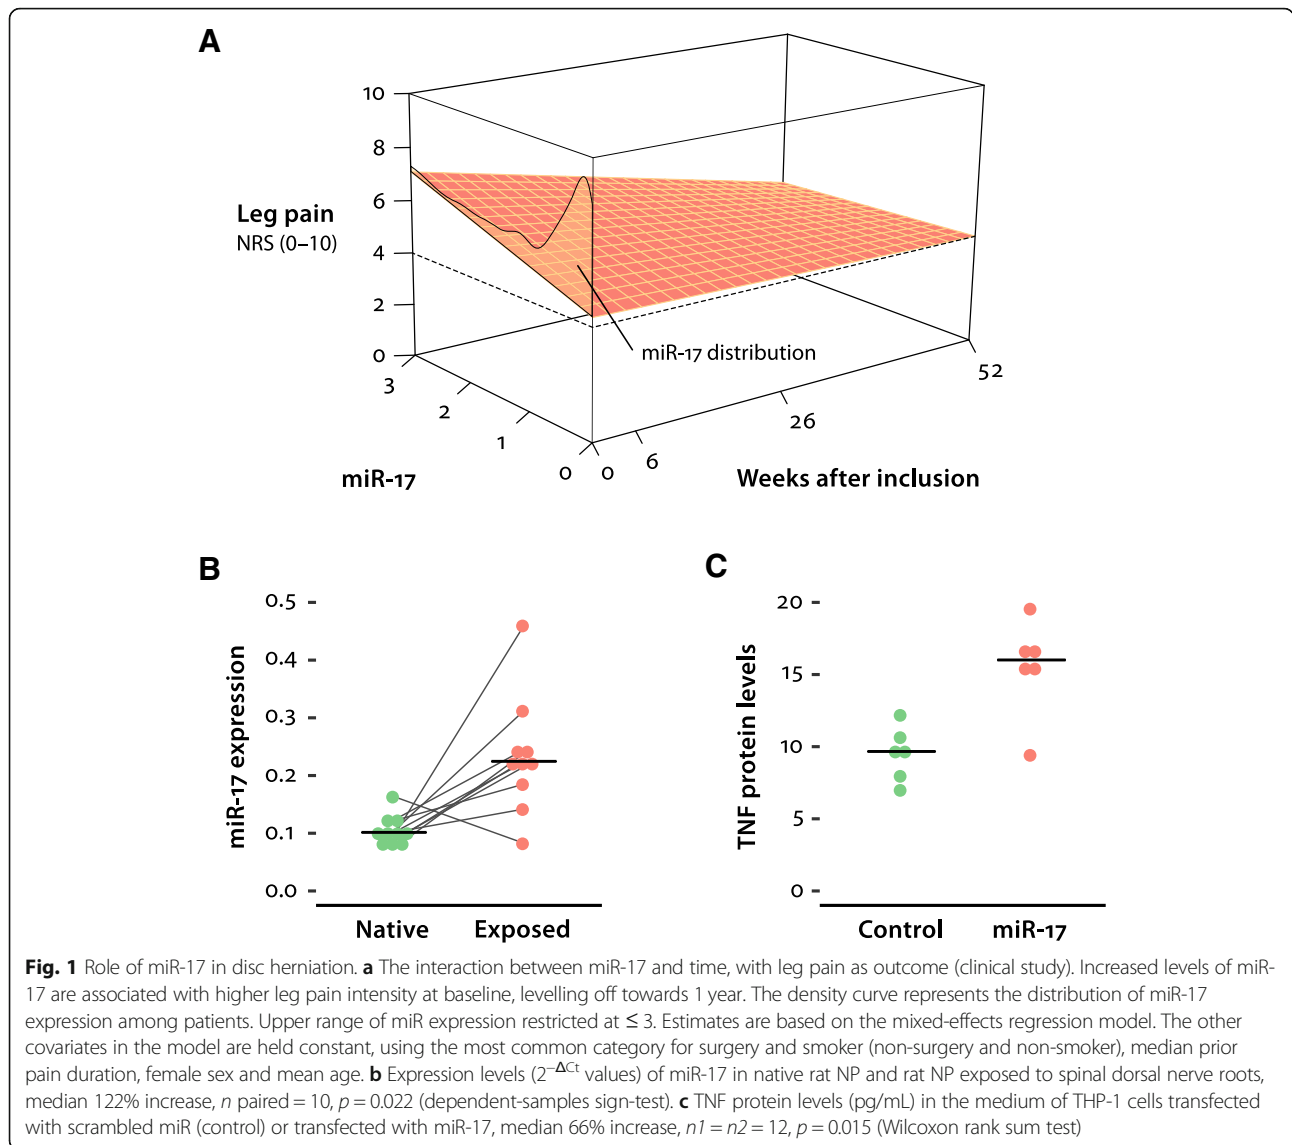 A
10
8
6
4
2
0
Leg pain
NRS (0–10)
miR-17 distribution
3
2
1
0
0
6
26
52
miR-17
Weeks after inclusion
B
0.5
0.4
0.3
0.2
0.1
0.0
miR-17 expression
Native Exposed
C
20
15
10
5
0
TNF protein levels
Control miR-17
Fig. 1 Role of miR-17 in disc herniation. a The interaction between miR-17 and time, with leg pain as outcome (clinical study). Increased levels of miR-
17 are associated with higher leg pain intensity at baseline, levelling off towards 1 year. The density curve represents the distribution of miR-17
expression among patients. Upper range of miR expression restricted at ≤ 3. Estimates are based on the mixed-effects regression model. The other
covariates in the model are held constant, using the most common category for surgery and smoker (non-surgery and non-smoker), median prior
pain duration, female sex and mean age. b Expression levels (2−ΔCt values) of miR-17 in native rat NP and rat NP exposed to spinal dorsal nerve roots,
median 122% increase, n paired = 10, p = 0.022 (dependent-samples sign-test). c TNF protein levels (pg/mL) in the medium of THP-1 cells transfected
with scrambled miR (control) or transfected with miR-17, median 66% increase, n1 = n2 = 12, p = 0.015 (Wilcoxon rank sum test)